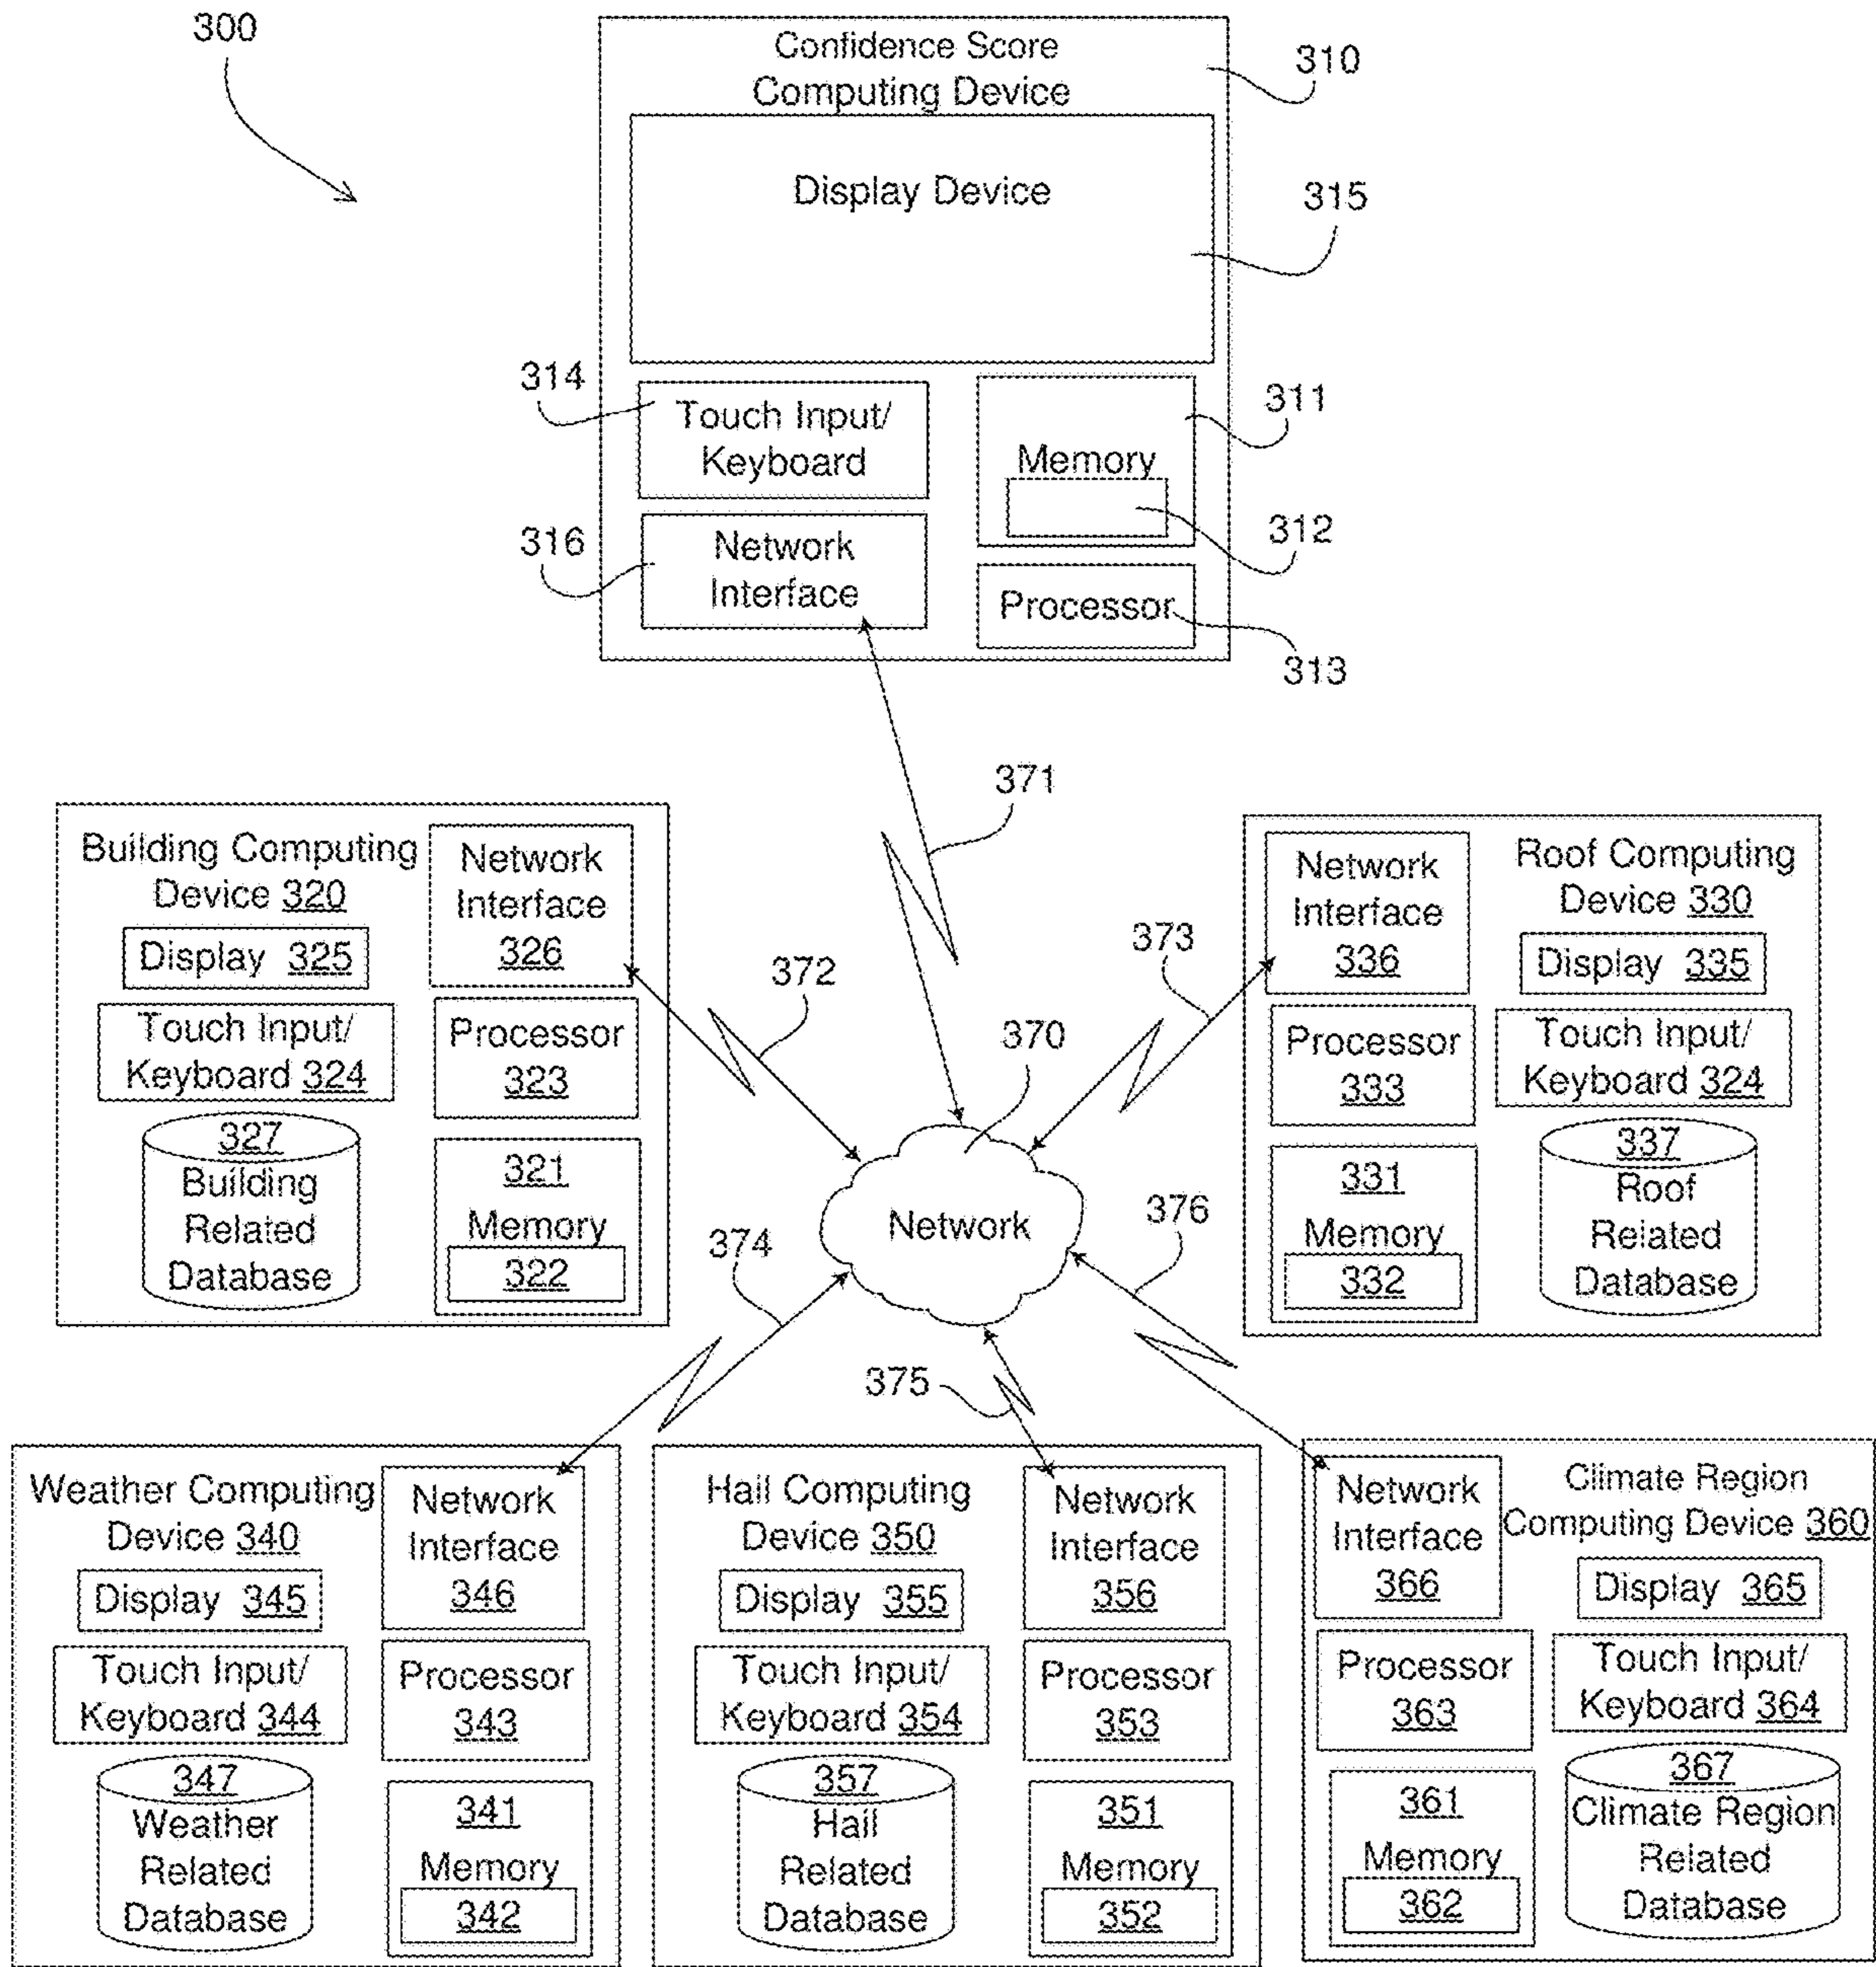 300
Confidence Score
Computing Device
310
Display Device
315
314
Touch Input/
Keyboard
311
Memory
312
316
Network
Interface
Processor
313
371
Building Computing
Device 320
Display 325
Touch Input/
Keyboard 324
327
Building
Related
Database
Network
Interface
326
Processor
323
321
Memory
322
372
370
Network
373
Network
Interface
336
Processor
333
331
Memory
332
Roof Computing
Device 330
Display 335
Touch Input/
Keyboard 324
337
Roof
Related
Database
374
375
376
Weather Computing
Device 340
Display 345
Touch Input/
Keyboard 344
347
Weather
Related
Database
Network
Interface
346
Processor
343
341
Memory
342
Hail Computing
Device 350
Display 355
Touch Input/
Keyboard 354
357
Hail
Related
Database
Network
Interface
356
Processor
353
351
Memory
352
Network
Interface
366
Processor
363
361
Memory
362
Climate Region
Computing Device 360
Display 365
Touch Input/
Keyboard 364
367
Climate Region
Related
Database